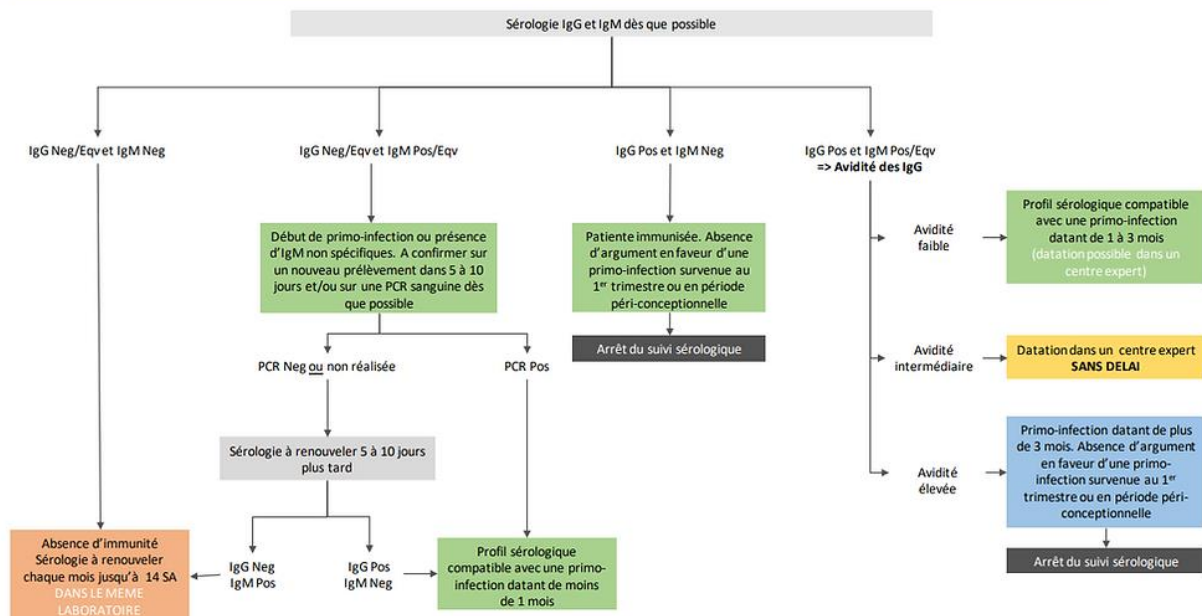 Sérologie IgG et IgM dès que possible
IgG Neg/Eqv et IgM Neg
IgG Neg/Eqv et IgM Pos/Eqv
IgG Pos et IgM Neg
IgG Pos et IgM Pos/Eqv
=> Avidité des IgG
Début de primo-infection ou présence
d'IgM non spécifiques. A confirmer sur
un nouveau prélèvement dans 5 à 10
jours et/ou sur une PCR sanguine dès
que possible
Patiente immunisée. Absence
d'argument en faveur d'une
primo-infection survenue au
1er trimestre ou en période
péri-conceptionnelle
Arrêt du suivi sérologique
Avidité
faible
Profil sérologique compatible
avec une primo-infection
datant de 1 à 3 mois
(datation possible dans un
centre expert)
PCR Neg ou non réalisée
PCR Pos
Avidité
intermédiaire
Datation dans un centre expert
SANS DELAI
Sérologie à renouveler 5 à 10 jours
plus tard
Avidité
élevée
Primo-infection datant de plus
de 3 mois. Absence d'argument
en faveur d'une primo-
infection survenue au 1er
trimestre ou en période péri-
conceptionnelle
Arrêt du suivi sérologique
Absence d'immunité
Sérologie à renouveler
chaque mois jusqu'à 14 SA
DANS LE MEME
LABORATOIRE
IgG Neg
IgM Pos
IgG Pos
IgM Neg
Profil sérologique
compatible avec une primo-
infection datant de moins
de 1 mois